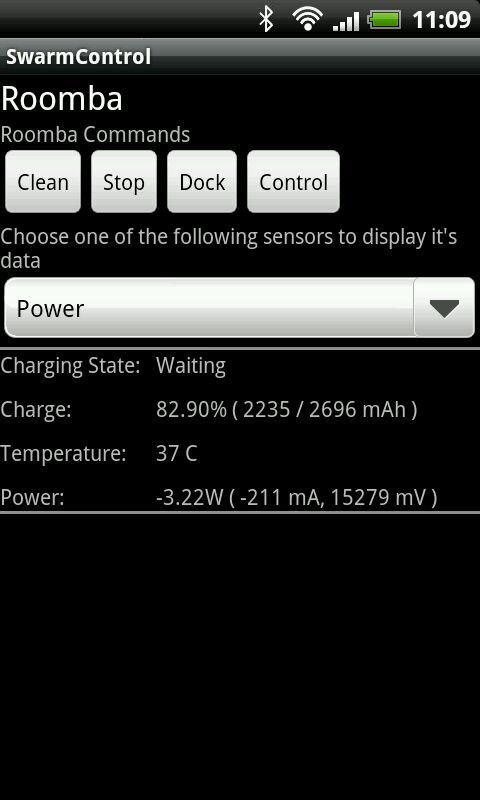 11:09
SwarmControl
Roomba
Roomba Commands
Clean Stop Dock Control
Choose one of the following sensors to display it's
data
Power
Charging State: Waiting
Charge: 82.90% ( 2235 / 2696 mAh )
Temperature: 37 C
Power: -3.22W ( -211 mA, 15279 mV )